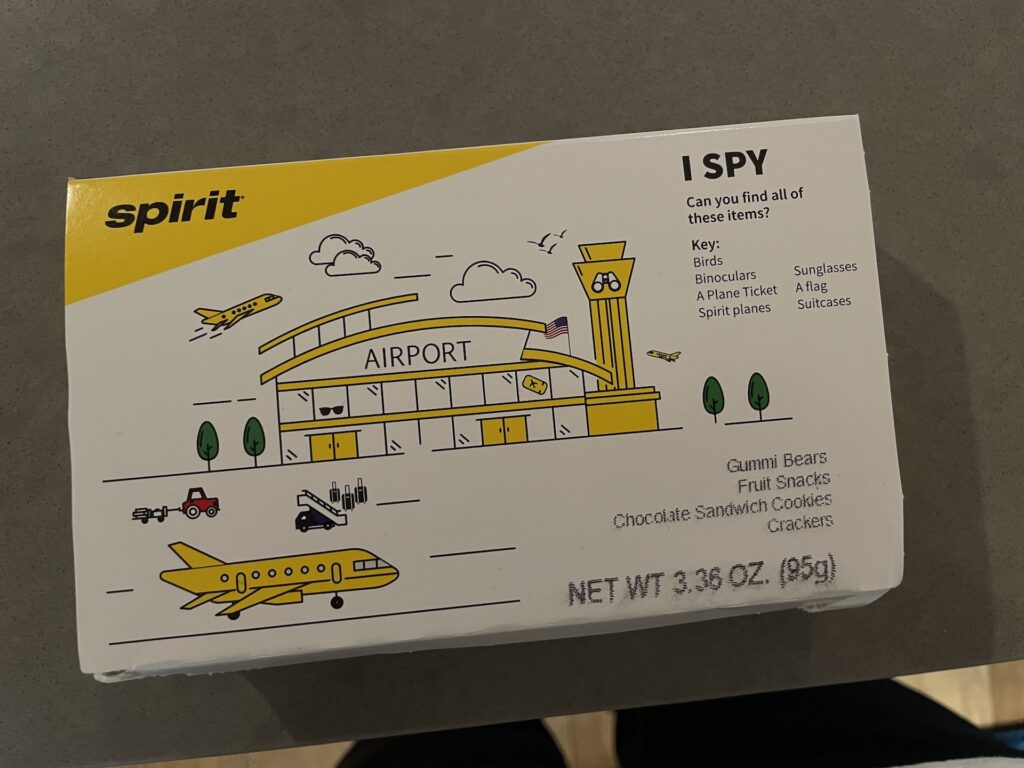 spirit
I SPY
Can you find all of
these items?
Key:
Birds
Binoculars
A Plane Ticket
Spirit planes
Sunglasses
A flag
Suitcases
AIRPORT
Gummi Bears
Fruit Snacks
Chocolate Sandwich Cookies
Crackers
NET WT 3.36 OZ. (95g)